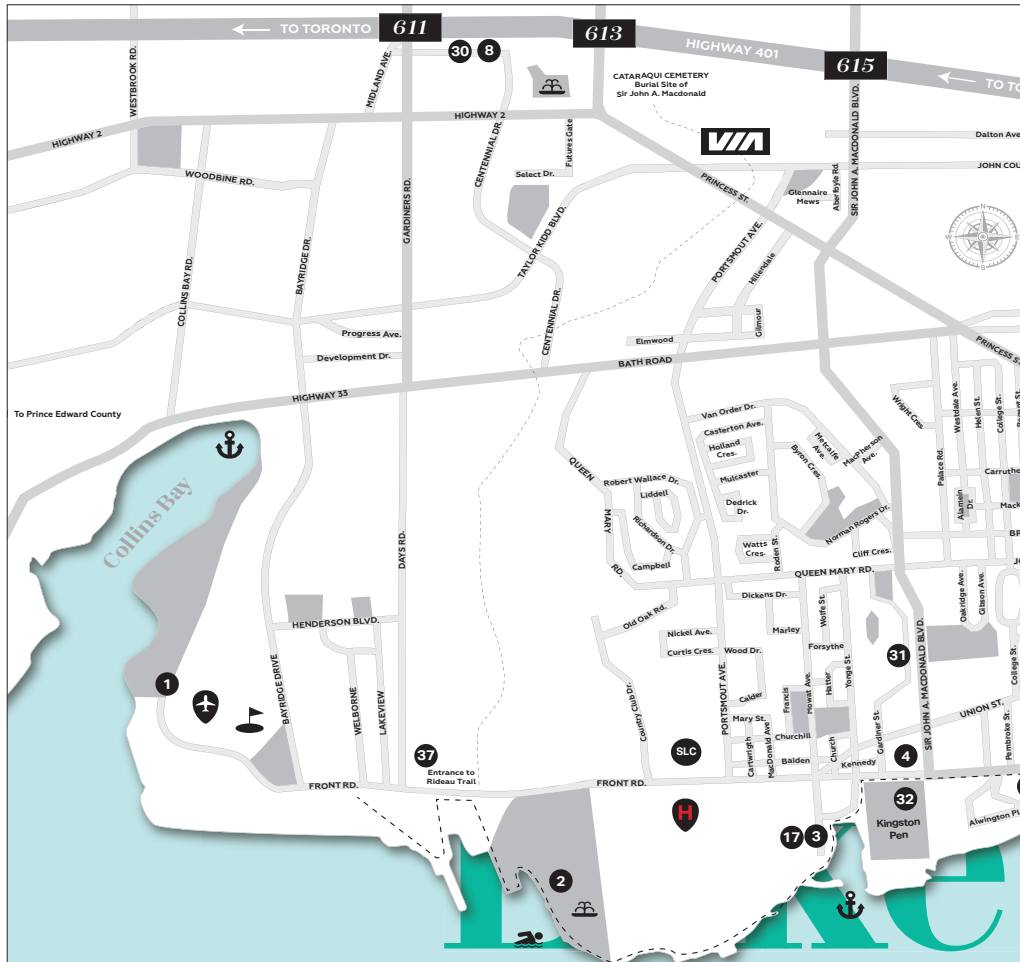 TO TORONTO
611
613
HIGHWAY 401
615
TO TO
WESTBROOK RD.
MIDLAND AVE.
30
8
CATARAQUI CEMETERY
Burial Site of
Sir John A. Macdonald
HIGHWAY 2
HIGHWAY 2
CENTENNIAL DR.
Futures Gate
Select Dr.
VIA
SIR JOHN A. MACDONALD BLVD.
Dalton Ave
JOHN COU
WOODBINE RD.
PRINCESS ST.
Glennaire
Mews
Aberfoyle Rd.
GARDINERS RD.
TAYLOR KIDD BLVD.
PORTSMOUTH AVE.
Hillendale
N
W
E
S
COLLINS BAY RD.
BAYRIDGE DR.
CENTENNIAL DR.
Progress Ave.
Development Dr.
Elmwood
Gilmour
BATH ROAD
PRINCESS ST
HIGHWAY 33
To Prince Edward County
Collins Bay
Van Order Dr.
Casterton Ave.
Holland
Cres.
Mulcaster
Dedrick
Dr.
Byron Cres.
Metcalfe
Ave.
MacPherson
Ave.
Wright Cres.
Palace Rd.
Westdale Ave.
Helen St.
College St.
Regent St.
Carruthe
Alamein
Dr.
Mack
BR
QUEEN
MARY
RD.
Robert Wallace Dr.
Liddell
Richardson Dr.
Campbell
Watts
Cres.
Roden St.
Norman Rogers Dr.
Cliff Cres.
QUEEN MARY RD.
DAYS RD.
Old Oak Rd.
Dickens Dr.
Nickel Ave.
Curtis Cres.
Wood Dr.
Marley
Wolfe St.
Forsythe
Oakridge Ave.
Gibson Ave.
College St.
HENDERSON BLVD.
31
1
BAYRIDGE DRIVE
WELBORNE
LAKEVIEW
Country Club Dr.
PORTSMOUTH AVE.
Calder
Francis
Mowat Ave.
Hatter
Yonge St.
SIR JOHN A. MACDONALD BLVD.
UNION ST.
Mary St.
Cartwrigth
MacDonald Ave
Churchill
Church
Gardiner St.
Pembroke St.
37
Entrance to
Rideau Trail
SLC
Baiden
Kennedy
4
FRONT RD.
FRONT RD.
H
32
Kingston
Pen
Alwington Pl
17
3
2
LAKE